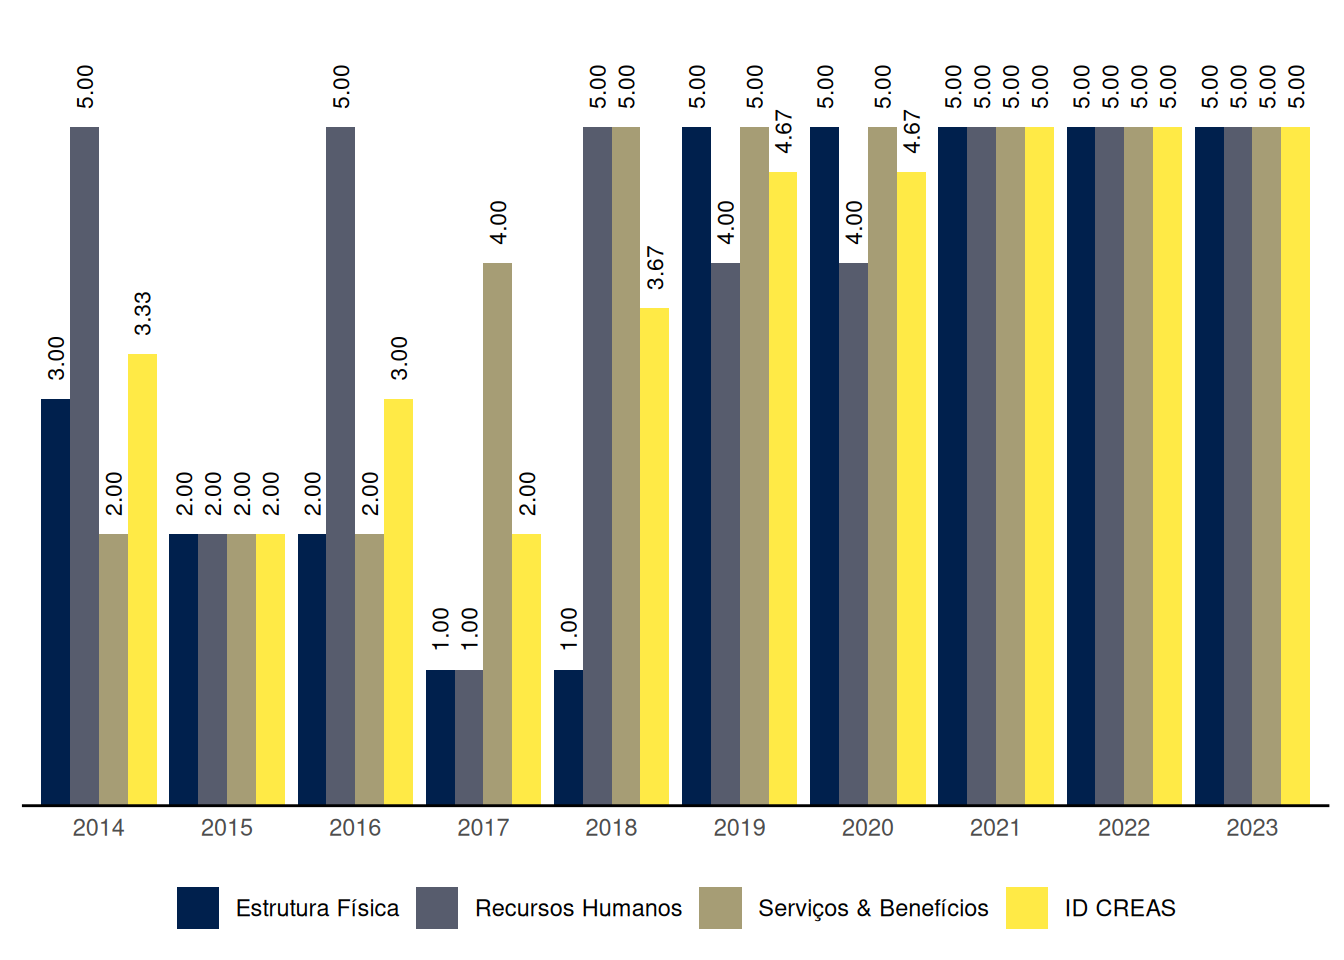 3.00 5.00 2.00 3.33 2.00 2.00 2.00 2.00 2.00 5.00 2.00 3.00 1.00 1.00 4.00 2.00 1.00 5.00 5.00 3.67 5.00 4.00 5.00 4.67 5.00 4.00 5.00 4.67 5.00 5.00 5.00 5.00 5.00 5.00 5.00 5.00 5.00 5.00 5.00 5.00
2014 2015 2016 2017 2018 2019 2020 2021 2022 2023
Estrutura Física Recursos Humanos Serviços & Benefícios ID CREAS